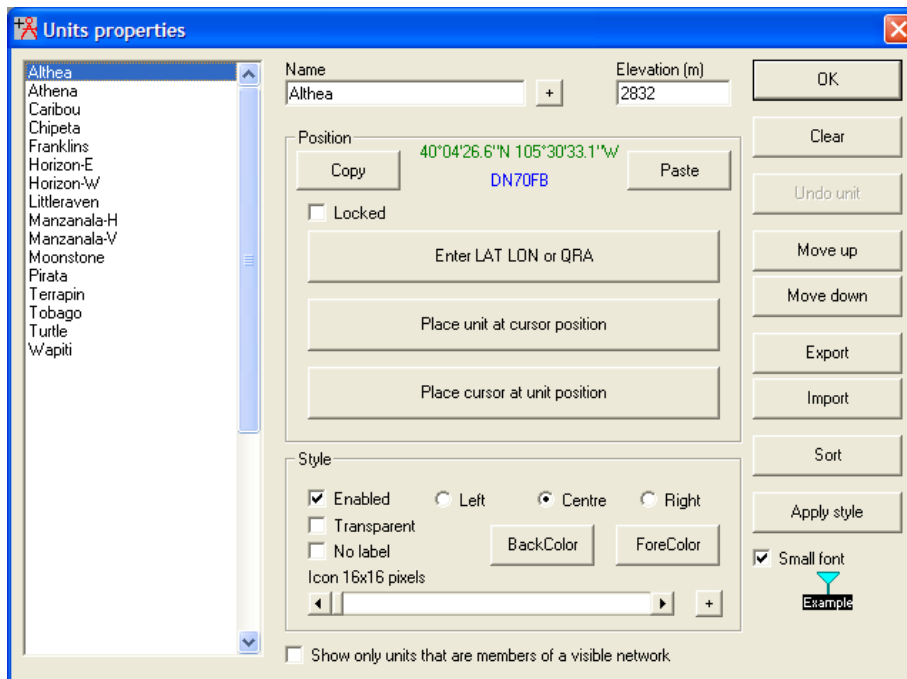 Units properties
Althea
Athena
Caribou
Chipeta
Franklins
Horizon-E
Horizon-W
Littleraven
Manzanala-H
Manzanala-V
Moonstone
Pirata
Terrapin
Tobago
Turtle
Wapiti
Name
Althea
+
Elevation (m)
2832
Position
Copy
40°04'26.6"N 105°30'33.1"W
DN70FB
Paste
Locked
Enter LAT LON or QRA
Place unit at cursor position
Place cursor at unit position
Style
Enabled
Left
Centre
Right
Transparent
No label
BackColor
ForeColor
Icon 16x16 pixels
+
Show only units that are members of a visible network
OK
Clear
Undo unit
Move up
Move down
Export
Import
Sort
Apply style
Small font
Example